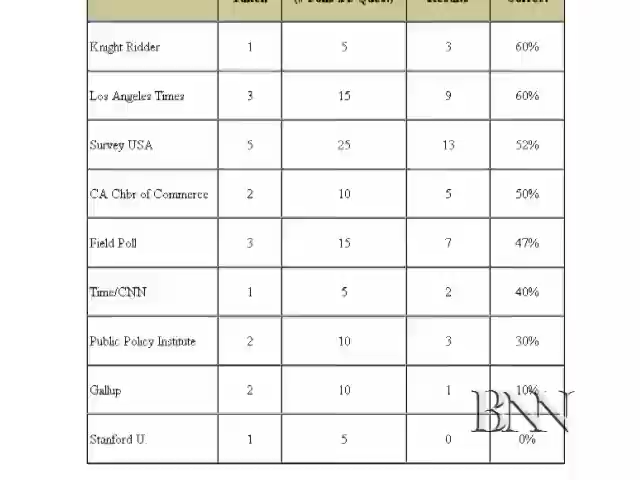 Knight Ridder 1 5 3 60%
Los Angeles Times 3 15 9 60%
Survey USA 5 25 13 52%
CA Chbr of Commerce 2 10 5 50%
Field Poll 3 15 7 47%
Time/CNN 1 5 2 40%
Public Policy Institute 2 10 3 30%
Gallup 2 10 1 10%
BNN
Stanford U. 1 5 0 0%